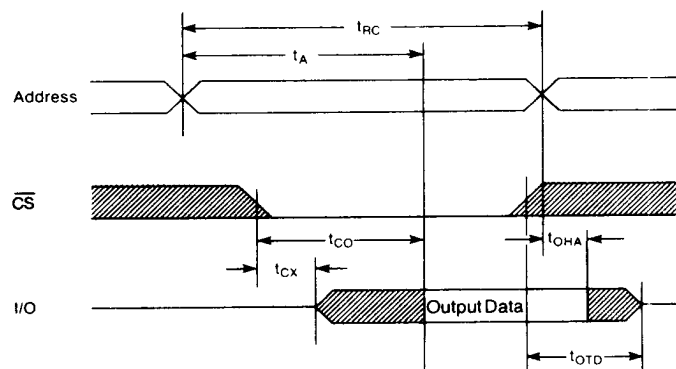 tRC
tA
Address
CS
tCO
tOHA
tCX
I/O
Output Data
tOTD